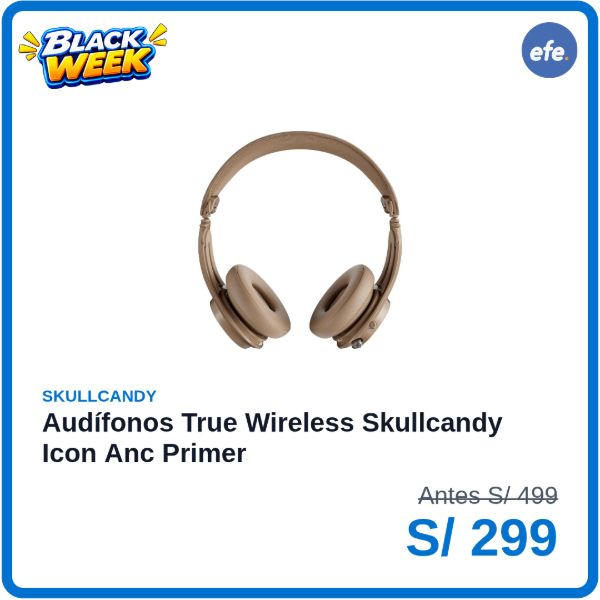 BLACK
WEEK
efe.
SKULLCANDY
Audífonos True Wireless Skullcandy
Icon Anc Primer
Antes S/ 499
S/ 299